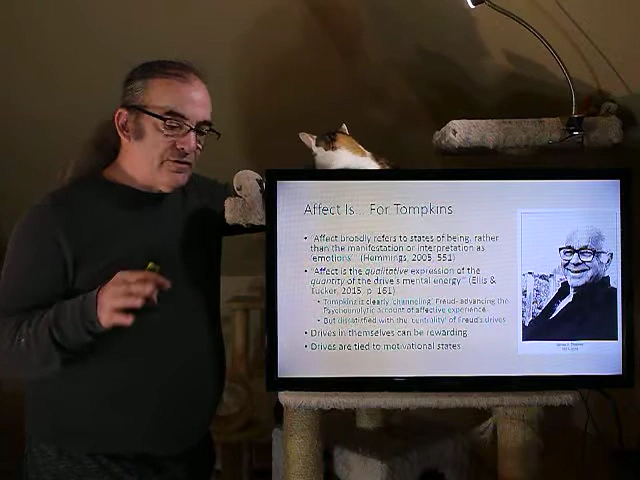 Affect Is... For Tompkins
• "Affect broadly refers to states of being, rather
than the manifestation or interpretation as
'emotions'" (Hemmings, 2005, 551)
• "Affect is the qualitative expression of the
quantity of the drive's mental energy" (Ellis &
Tucker, 2015, p. 161)
• Tompkins is clearly 'channeling' Freud- advancing the
Psychoanalytic account of affective experience
• But dissatisfied with the 'centrality' of Freud's drives
• Drives in themselves can be rewarding
• Drives are tied to motivational states